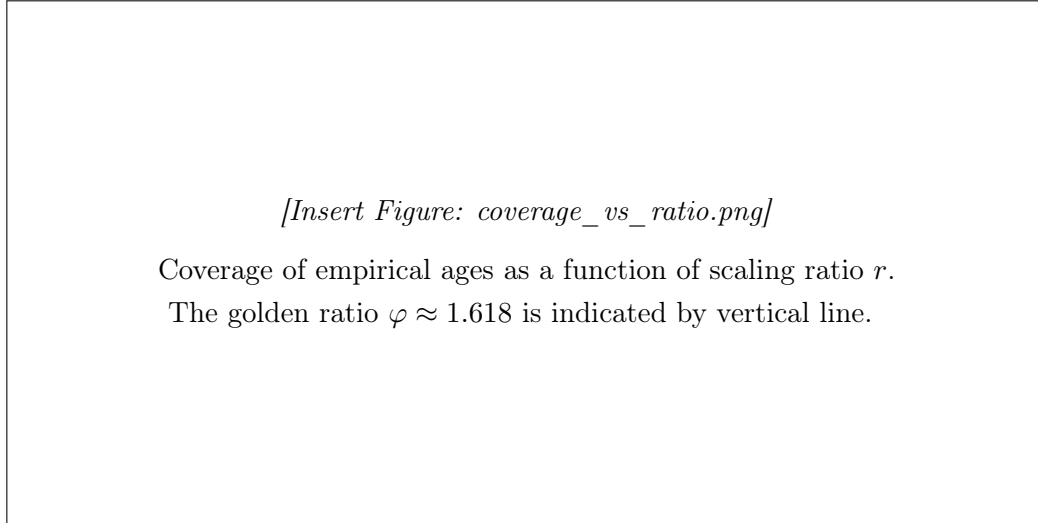 [Insert Figure: coverage_vs_ratio.png]
Coverage of empirical ages as a function of scaling ratio r.
The golden ratio φ ≈ 1.618 is indicated by vertical line.